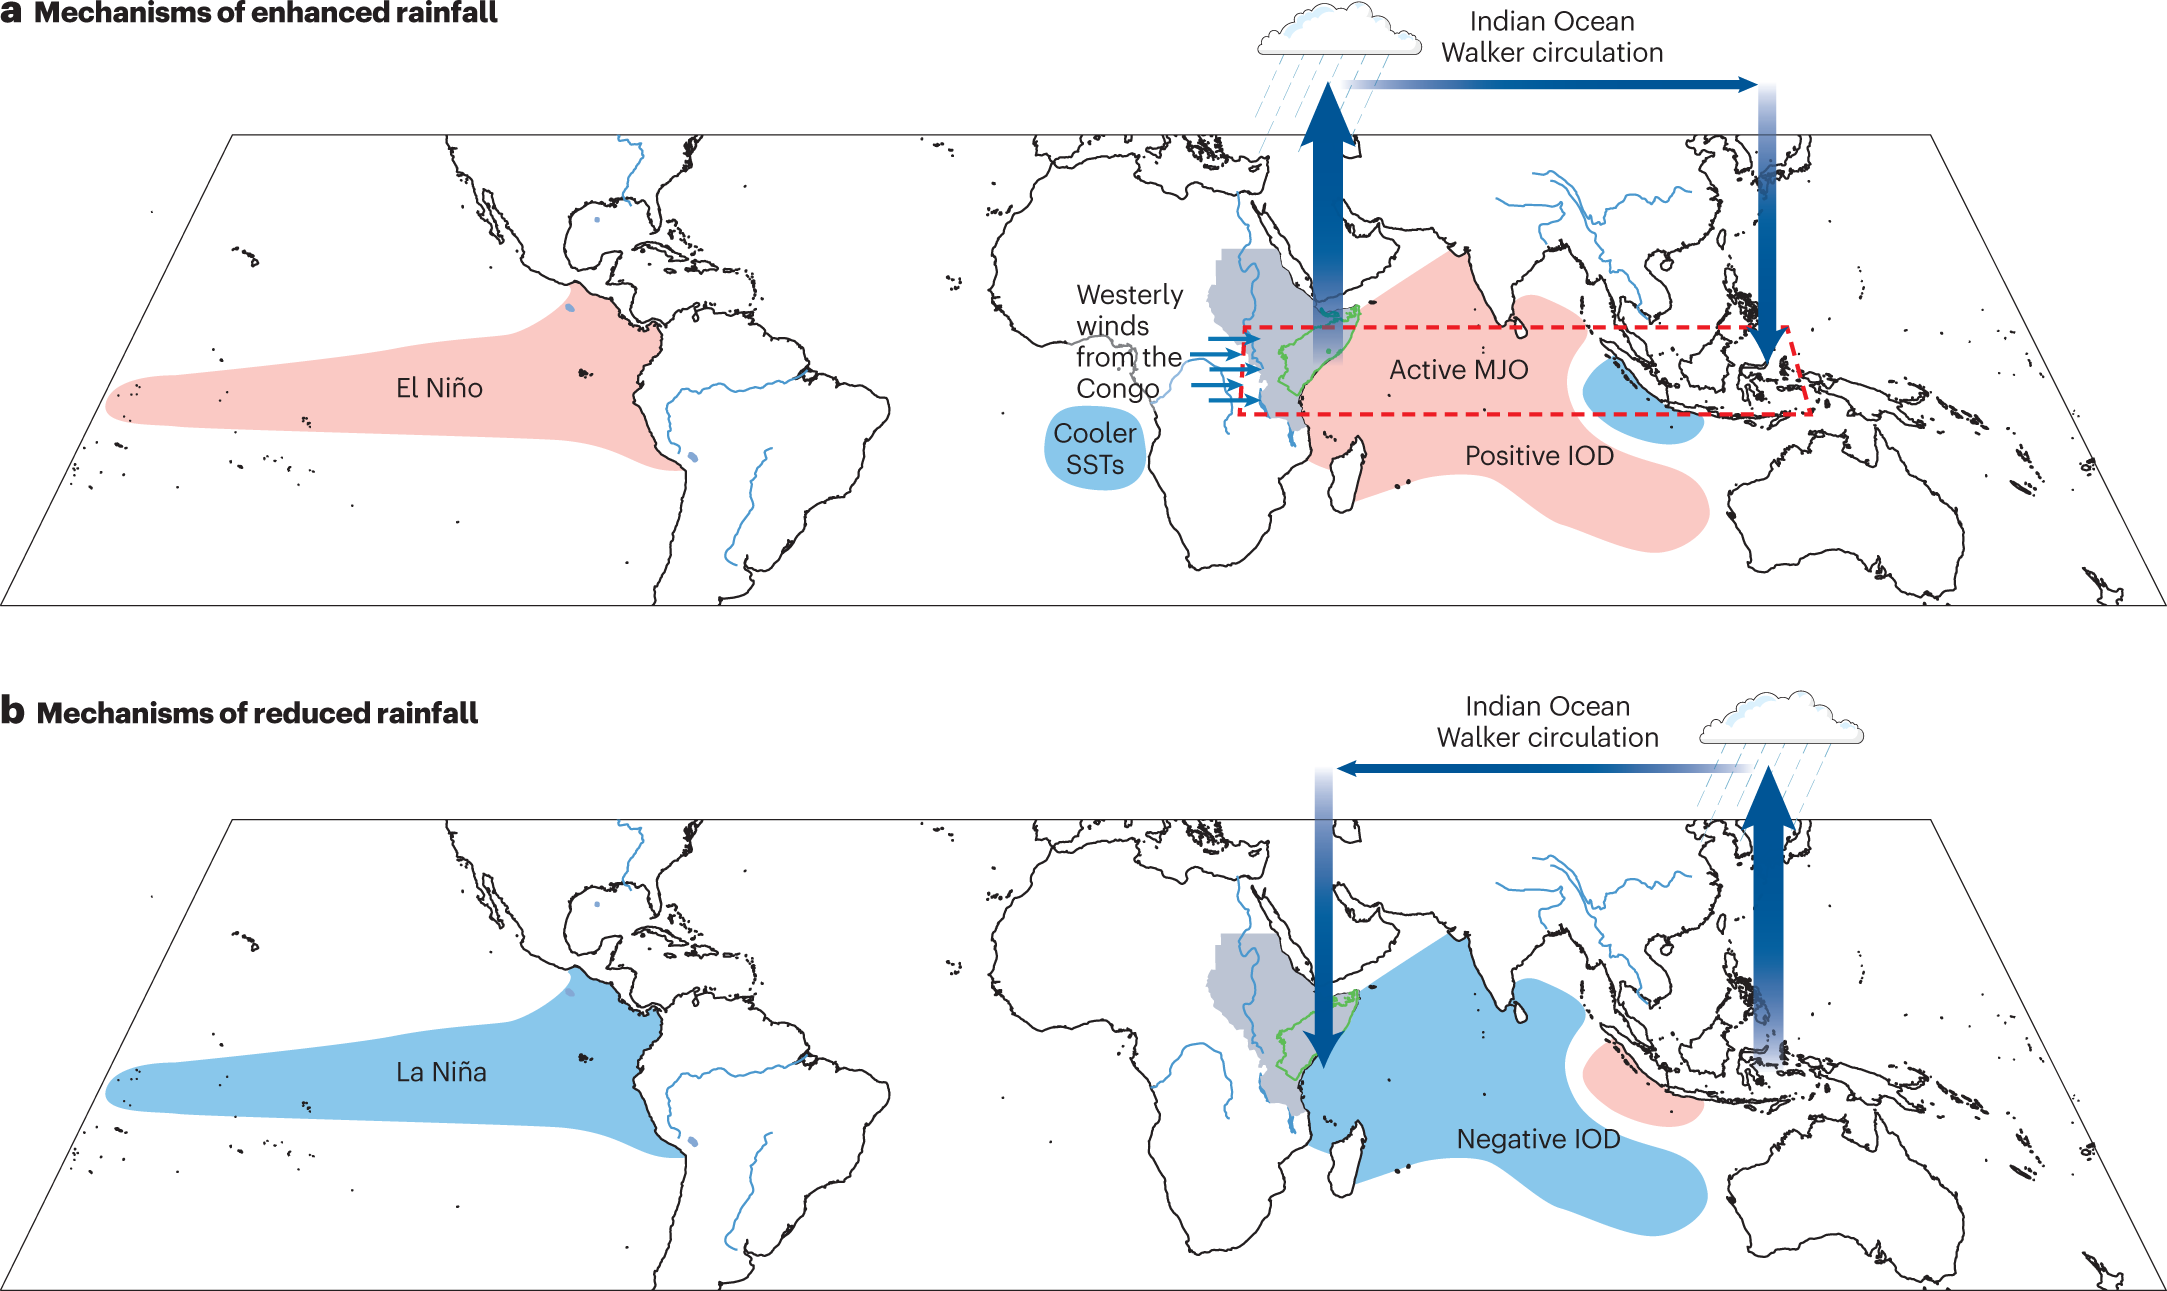 a Mechanisms of enhanced rainfall
Indian Ocean
Walker circulation
Westerly
winds
from the
Congo
El Niño
Active MJO
Cooler
SSTs
Positive IOD
b Mechanisms of reduced rainfall
Indian Ocean
Walker circulation
La Niña
Negative IOD